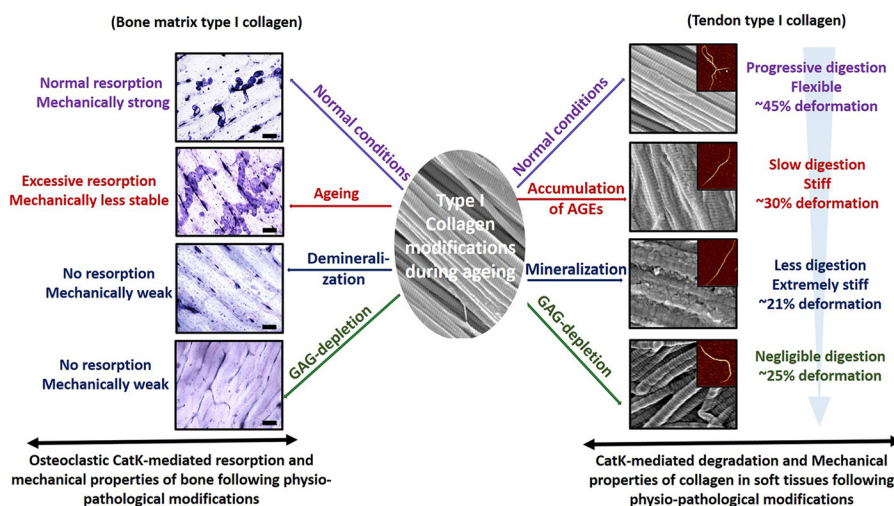 (Bone matrix type I collagen)
(Tendon type I collagen)
Normal resorption
Mechanically strong
Excessive resorption
Mechanically less stable
No resorption
Mechanically weak
No resorption
Mechanically weak
Normal conditions
Ageing
Deminerali-
zation
GAG-depletion
Type I
Collagen
modifications
during ageing
Normal conditions
Accumulation
of AGEs
Mineralization
GAG-depletion
Progressive digestion
Flexible
~45% deformation
Slow digestion
Stiff
~30% deformation
Less digestion
Extremely stiff
~21% deformation
Negligible digestion
~25% deformation
Osteoclastic CatK-mediated resorption and
mechanical properties of bone following physio-
pathological modifications
CatK-mediated degradation and Mechanical
properties of collagen in soft tissues following
physio-pathological modifications